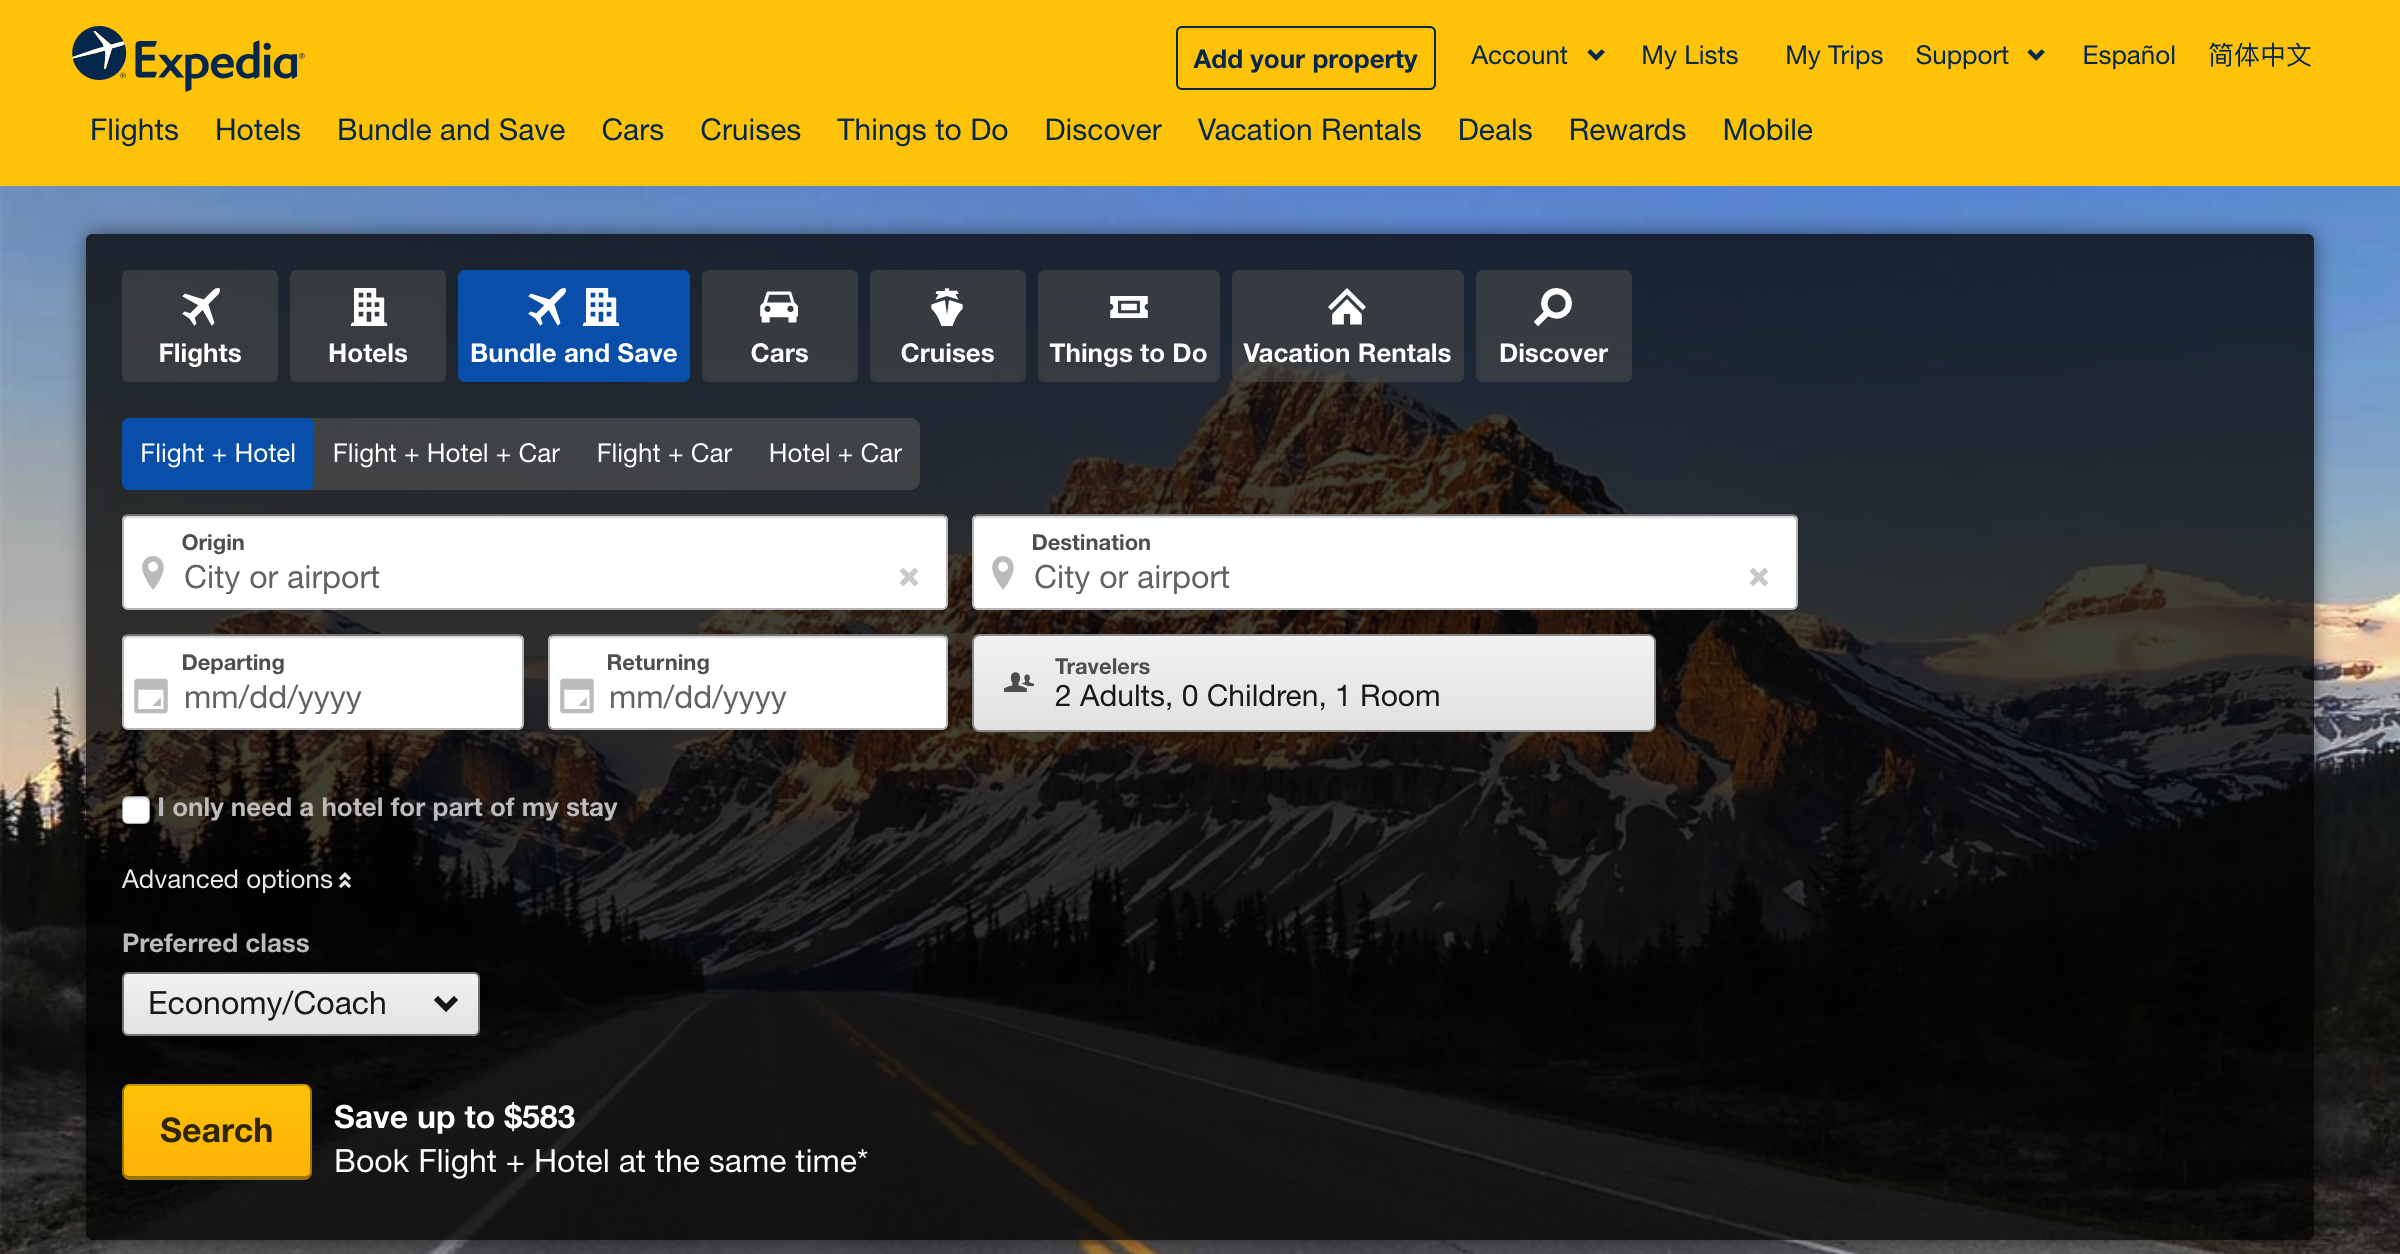 Expedia
Add your property
Account
My Lists
My Trips
Support
Español
简体中文
Flights
Hotels
Bundle and Save
Cars
Cruises
Things to Do
Discover
Vacation Rentals
Deals
Rewards
Mobile
Flights
Hotels
Bundle and Save
Cars
Cruises
Things to Do
Vacation Rentals
Discover
Flight + Hotel
Flight + Hotel + Car
Flight + Car
Hotel + Car
Origin
City or airport
Destination
City or airport
Departing
mm/dd/yyyy
Returning
mm/dd/yyyy
Travelers
2 Adults, 0 Children, 1 Room
I only need a hotel for part of my stay
Advanced options
Preferred class
Economy/Coach
Search
Save up to $583
Book Flight + Hotel at the same time*